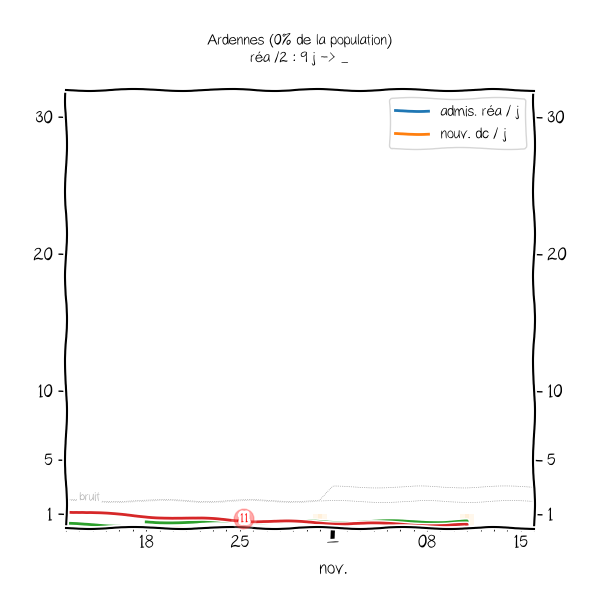 Ardennes (0% de la population)
réa /2 : 9 j -> _
admis. réa / j
nouv. dc / j
30
30
20
20
10
10
5
5
bruit
1
1
11
18
25
1
08
15
nov.